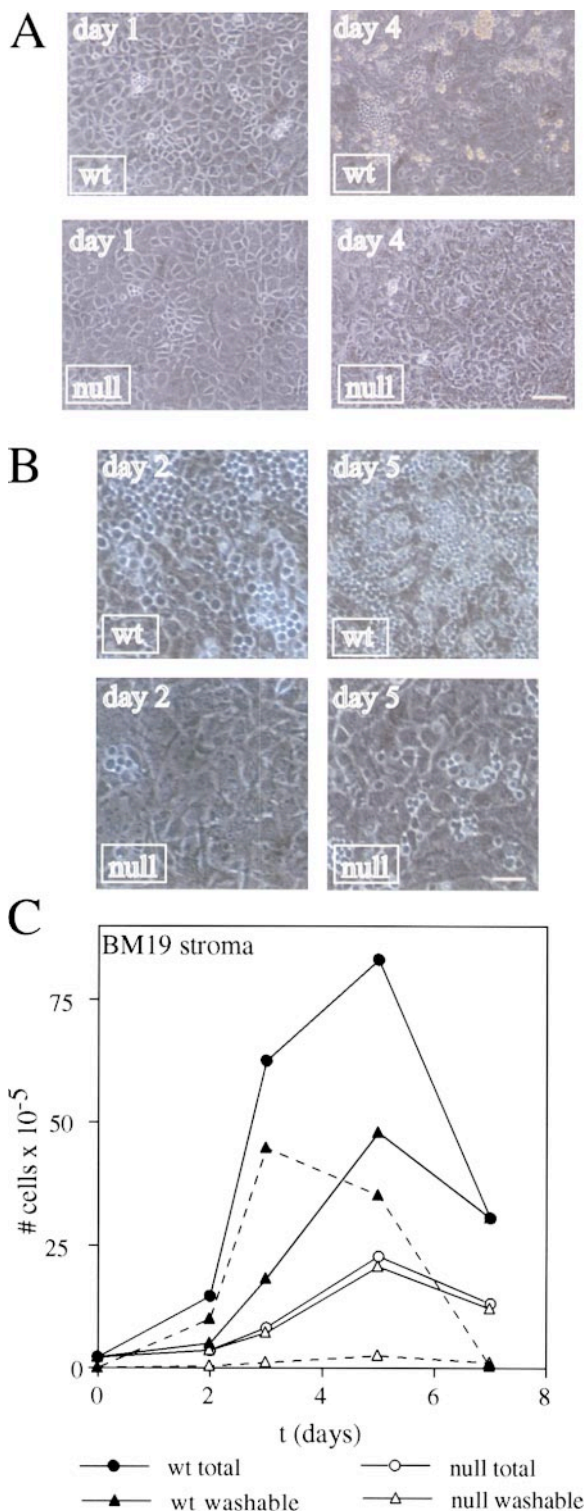 A
day 1
day 4
wt
wt
day 1
day 4
null
null
B
day 2
day 5
wt
wt
day 2
day 5
null
null
C
BM19 stroma
75
50
25
0
# cells x 10-5
0 2 4 6 8
t (days)
wt total
null total
wt washable
null washable